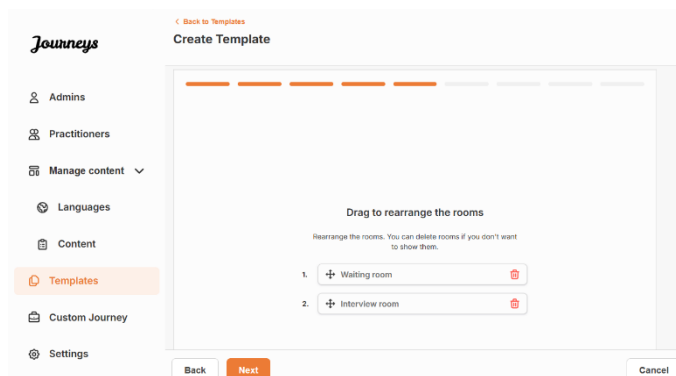 < Back to Templates
Journeys
Create Template
Admins
Practitioners
Manage content
Languages
Content
Templates
Custom Journey
Settings
Drag to rearrange the rooms
Rearrange the rooms. You can delete rooms if you don't want
to show them.
1. Waiting room
2. Interview room
Back Next Cancel